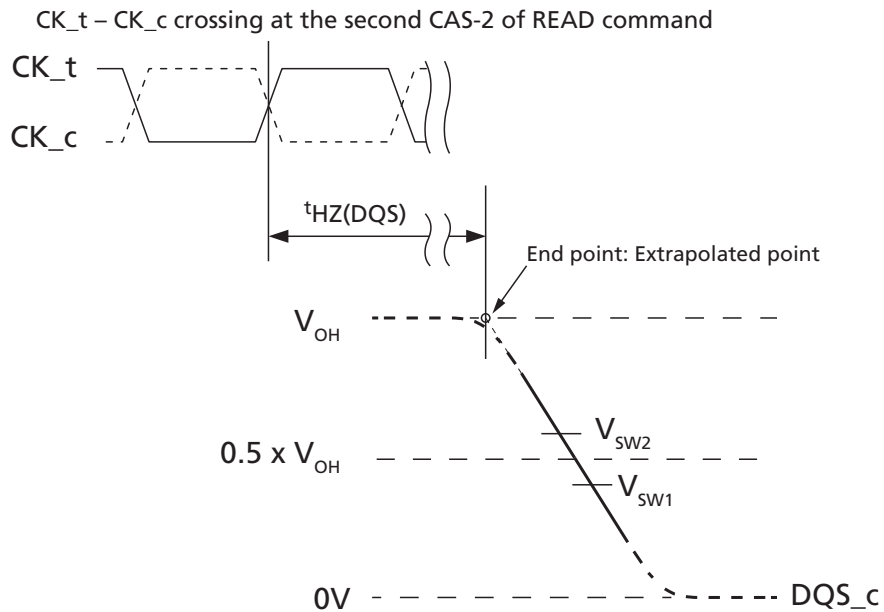 CK_t – CK_c crossing at the second CAS-2 of READ command
CK_t
CK_c
tHZ(DQS)
End point: Extrapolated point
VOH
VSW2
0.5 x VOH
VSW1
0V
DQS_c